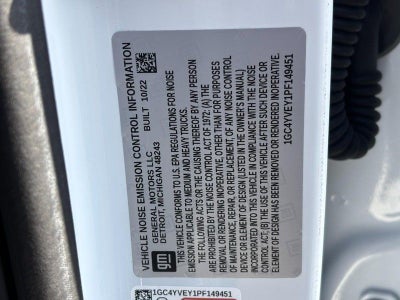 VEHICLE NOISE EMISSION CONTROL INFORMATION
gm
GENERAL MOTORS LLC
DETROIT, MICHIGAN 48243
BUILT 10/22
THIS VEHICLE CONFORMS TO U.S. EPA REGULATIONS FOR NOISE
EMISSION APPLICABLE TO MEDIUM AND HEAVY TRUCKS.
THE FOLLOWING ACTS OR THE CAUSING THEREOF BY ANY PERSON
ARE PROHIBITED BY THE NOISE CONTROL ACT OF 1972: (A) THE
REMOVAL OR RENDERING INOPERATIVE, OTHER THAN FOR PURPOSES
OF MAINTENANCE, REPAIR, OR REPLACEMENT, OF ANY NOISE CONTROL
DEVICE OR ELEMENT OF DESIGN (LISTED IN THE OWNER'S MANUAL)
INCORPORATED INTO THIS VEHICLE IN COMPLIANCE WITH THE NOISE
CONTROL ACT; (B) THE USE OF THIS VEHICLE AFTER SUCH DEVICE OR
ELEMENT OF DESIGN HAS BEEN REMOVED OR RENDERED INOPERATIVE.
1GC4YVEY1PF149451
1GC4YVEY1PF149451